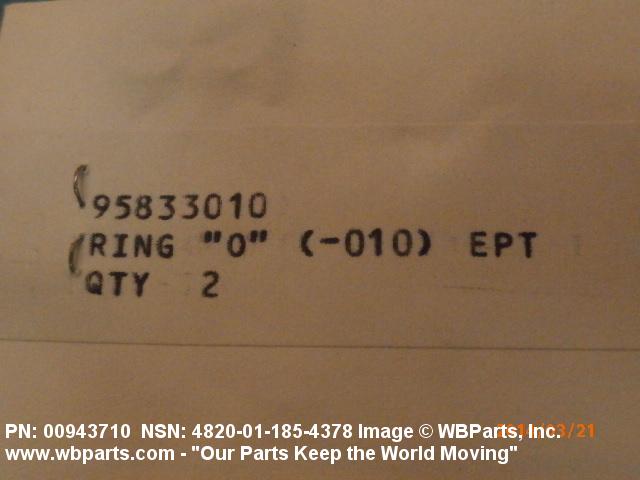 95833010
RING "O" (-010) EPT
QTY 2
PN: 00943710 NSN: 4820-01-185-4378 Image © WBParts, Inc.
www.wbparts.com - "Our Parts Keep the World Moving"